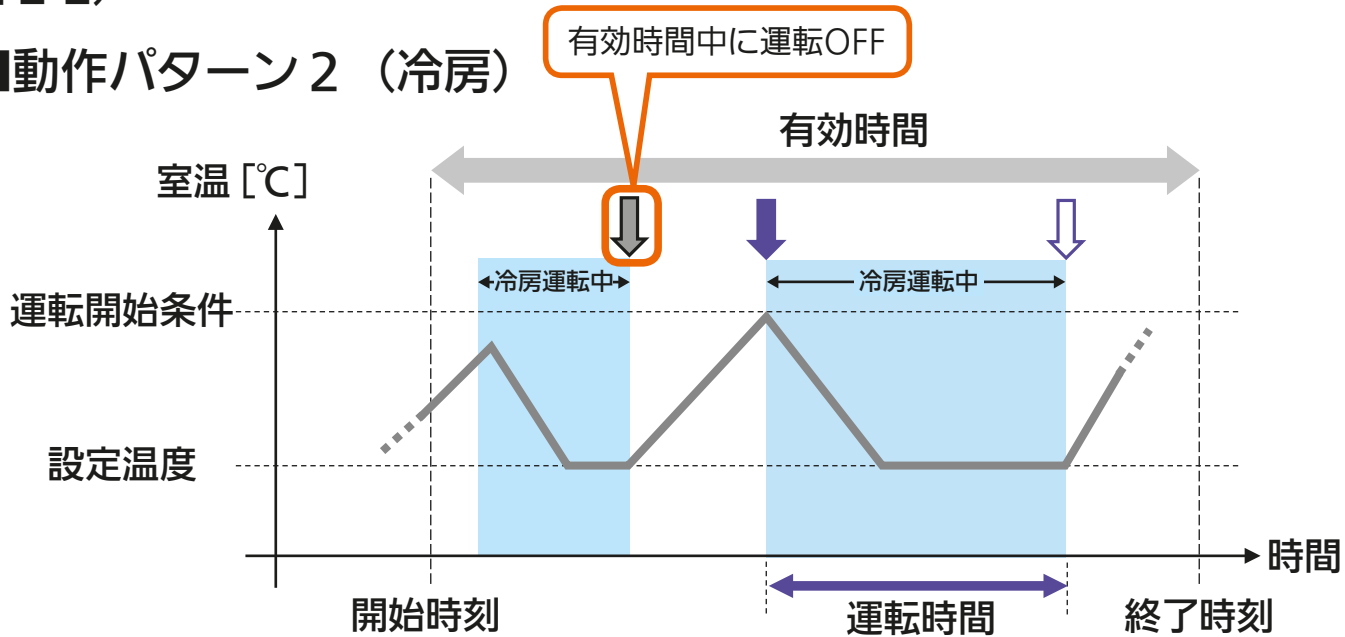 有効時間中に運転OFF
■動作パターン2（冷房）
有効時間
室温[℃]
冷房運転中
冷房運転中
運転開始条件
設定温度
時間
開始時刻
運転時間
終了時刻